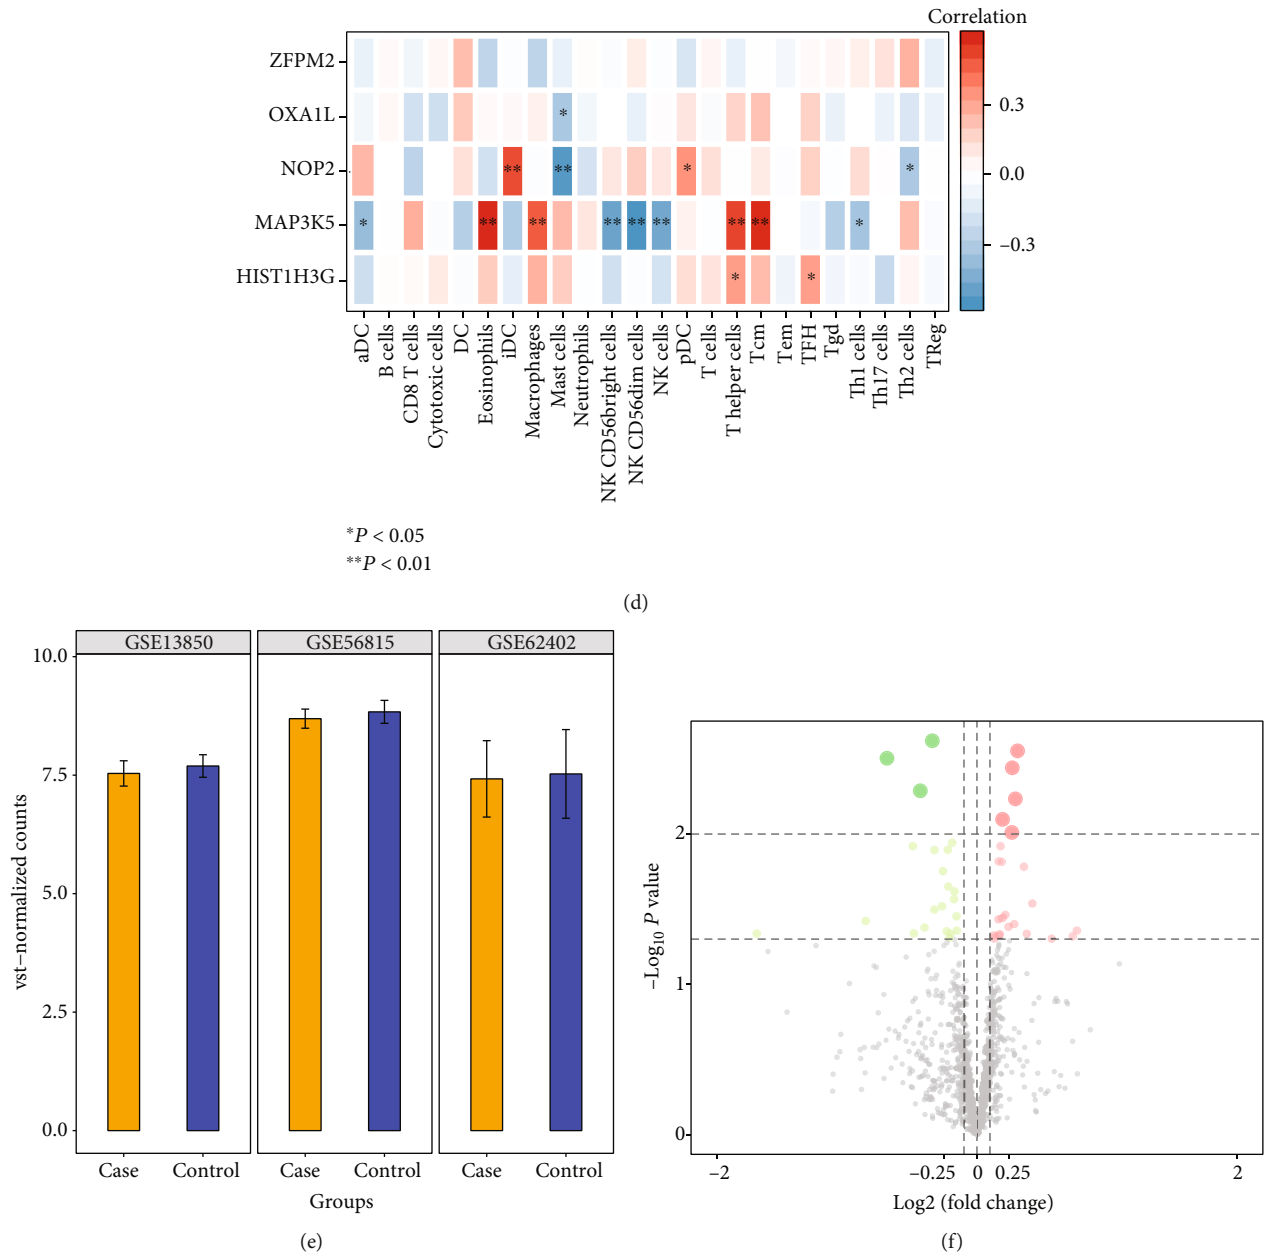 Correlation
ZFPM2
OXA1L
NOP2
MAP3K5
HIST1H3G
*
** ** * *
* ** ** ** ** ** ** ** *
* *
0.3
0.0
−0.3
aDC
B cells
CD8 T cells
Cytotoxic cells
DC
Eosinophils
iDC
Macrophages
Mast cells
Neutrophils
NK CD56bright cells
NK CD56dim cells
NK cells
pDC
T cells
T helper cells
Tcm
Tem
TFH
Tgd
Th1 cells
Th17 cells
Th2 cells
TReg
*P < 0.05
**P < 0.01
(d)
GSE13850 GSE56815 GSE62402
vst−normalized counts
10.0
7.5
5.0
2.5
0.0
Case Control Case Control Case Control
Groups
(e)
−Log10 P value
2
1
0
−2 −0.25 0 0.25 2
Log2 (fold change)
(f)